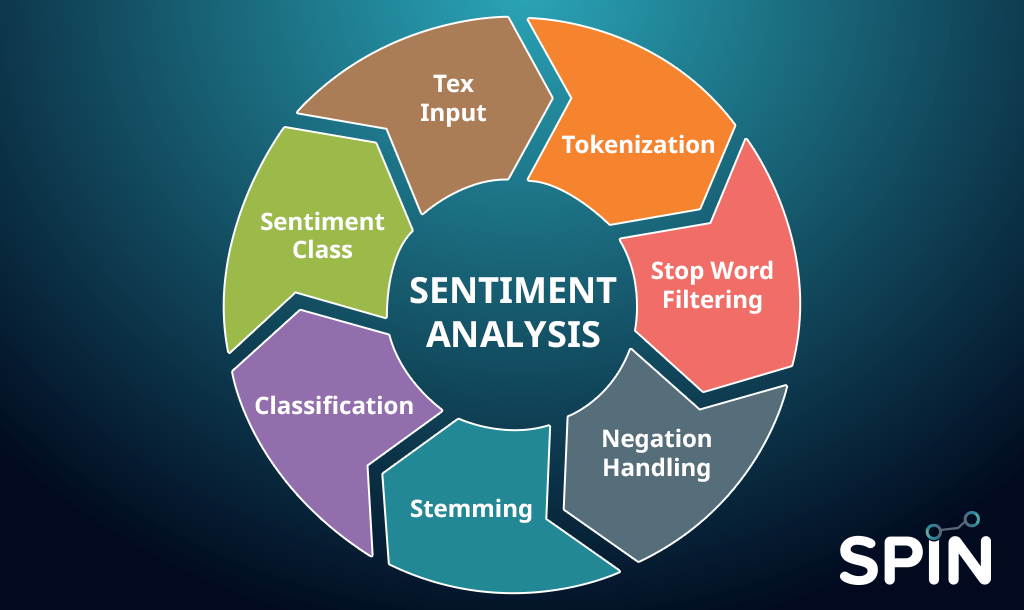 Tex
Input
Tokenization
Stop Word
Filtering
Negation
Handling
Stemming
Classification
Sentiment
Class
SENTIMENT
ANALYSIS
SPIN